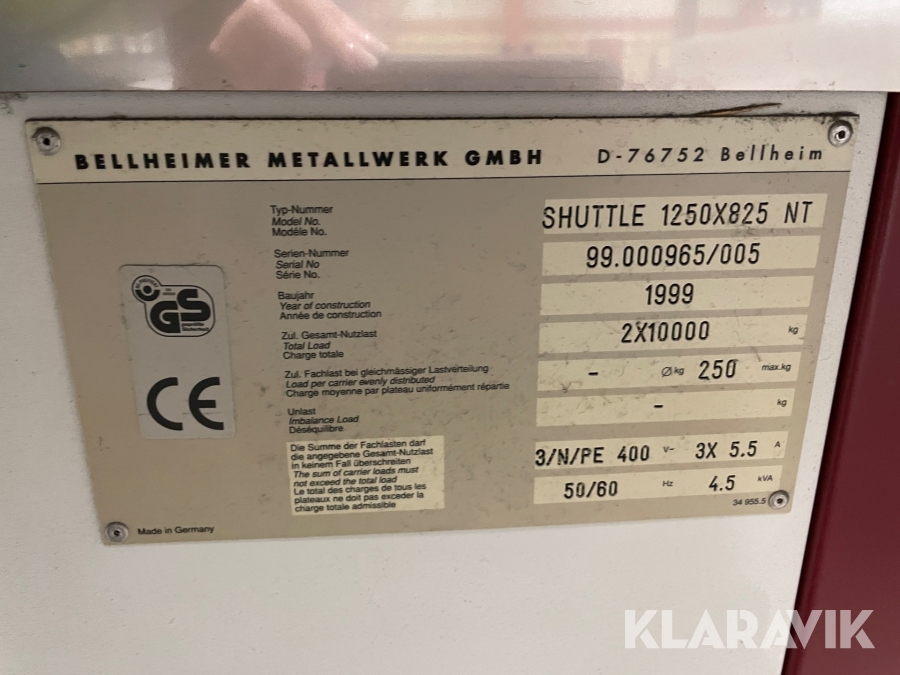 BELLHEIMER METALLWERK GMBH D-76752 Bellheim
Typ-Nummer
Model No.
Modèle No.
SHUTTLE 1250X825 NT
Serien-Nummer
Serial No
Série No.
99.000965/005
Baujahr
Year of construction
Année de construction
1999
Zul. Gesamt-Nutzlast
Total Load
Charge totale
2X10000 kg
Zul. Fachlast bei gleichmässiger Lastverteilung
Load per carrier evenly distributed
Charge moyenne par plateau uniformément répartie
- Ø kg 250 max.kg
Unlast
Imbalance Load
Déséquilibre
- kg
Die Summe der Fachlasten darf
die angegebene Gesamt-Nutzlast
in keinem Fall überschreiten
The sum of carrier loads must
not exceed the total load
Le total des charges de tous les
plateaux ne doit pas exceder la
charge totale admissible
3/N/PE 400 V~ 3X 5.5 A
50/60 Hz 4.5 kVA
34 955.5
GS
geprüfte
Sicherheit
CE
Made in Germany
KLARAVIK